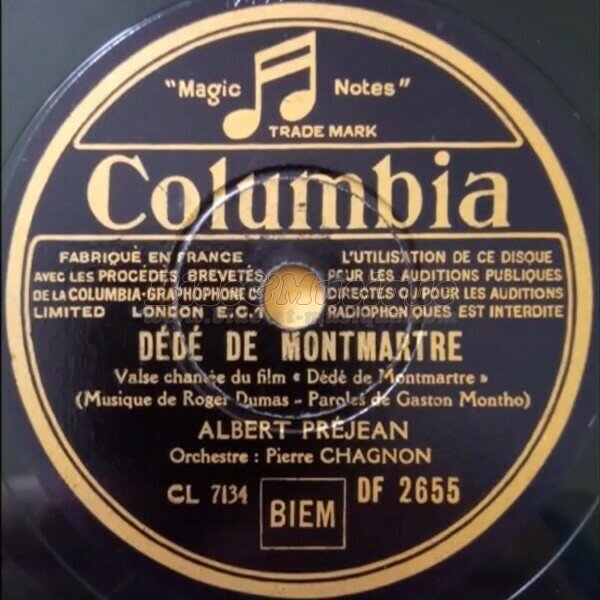 "Magic Notes"
TRADE MARK
Columbia
FABRIQUÉ EN FRANCE
AVEC LES PROCÉDÉS BREVETÉS
DE LA COLUMBIA-GRAPHOPHONE Cº
LIMITED LONDON E.C.1
L'UTILISATION DE CE DISQUE
POUR LES AUDITIONS PUBLIQUES
DIRECTES OU POUR LES AUDITIONS
RADIOPHONIQUES EST INTERDITE
DÉDÉ DE MONTMARTRE
Valse chantée du film « Dédé de Montmartre »
(Musique de Roger Dumas - Paroles de Gaston Montho)
ALBERT PRÉJEAN
Orchestre : Pierre CHAGNON
CL 7134 BIEM DF 2655